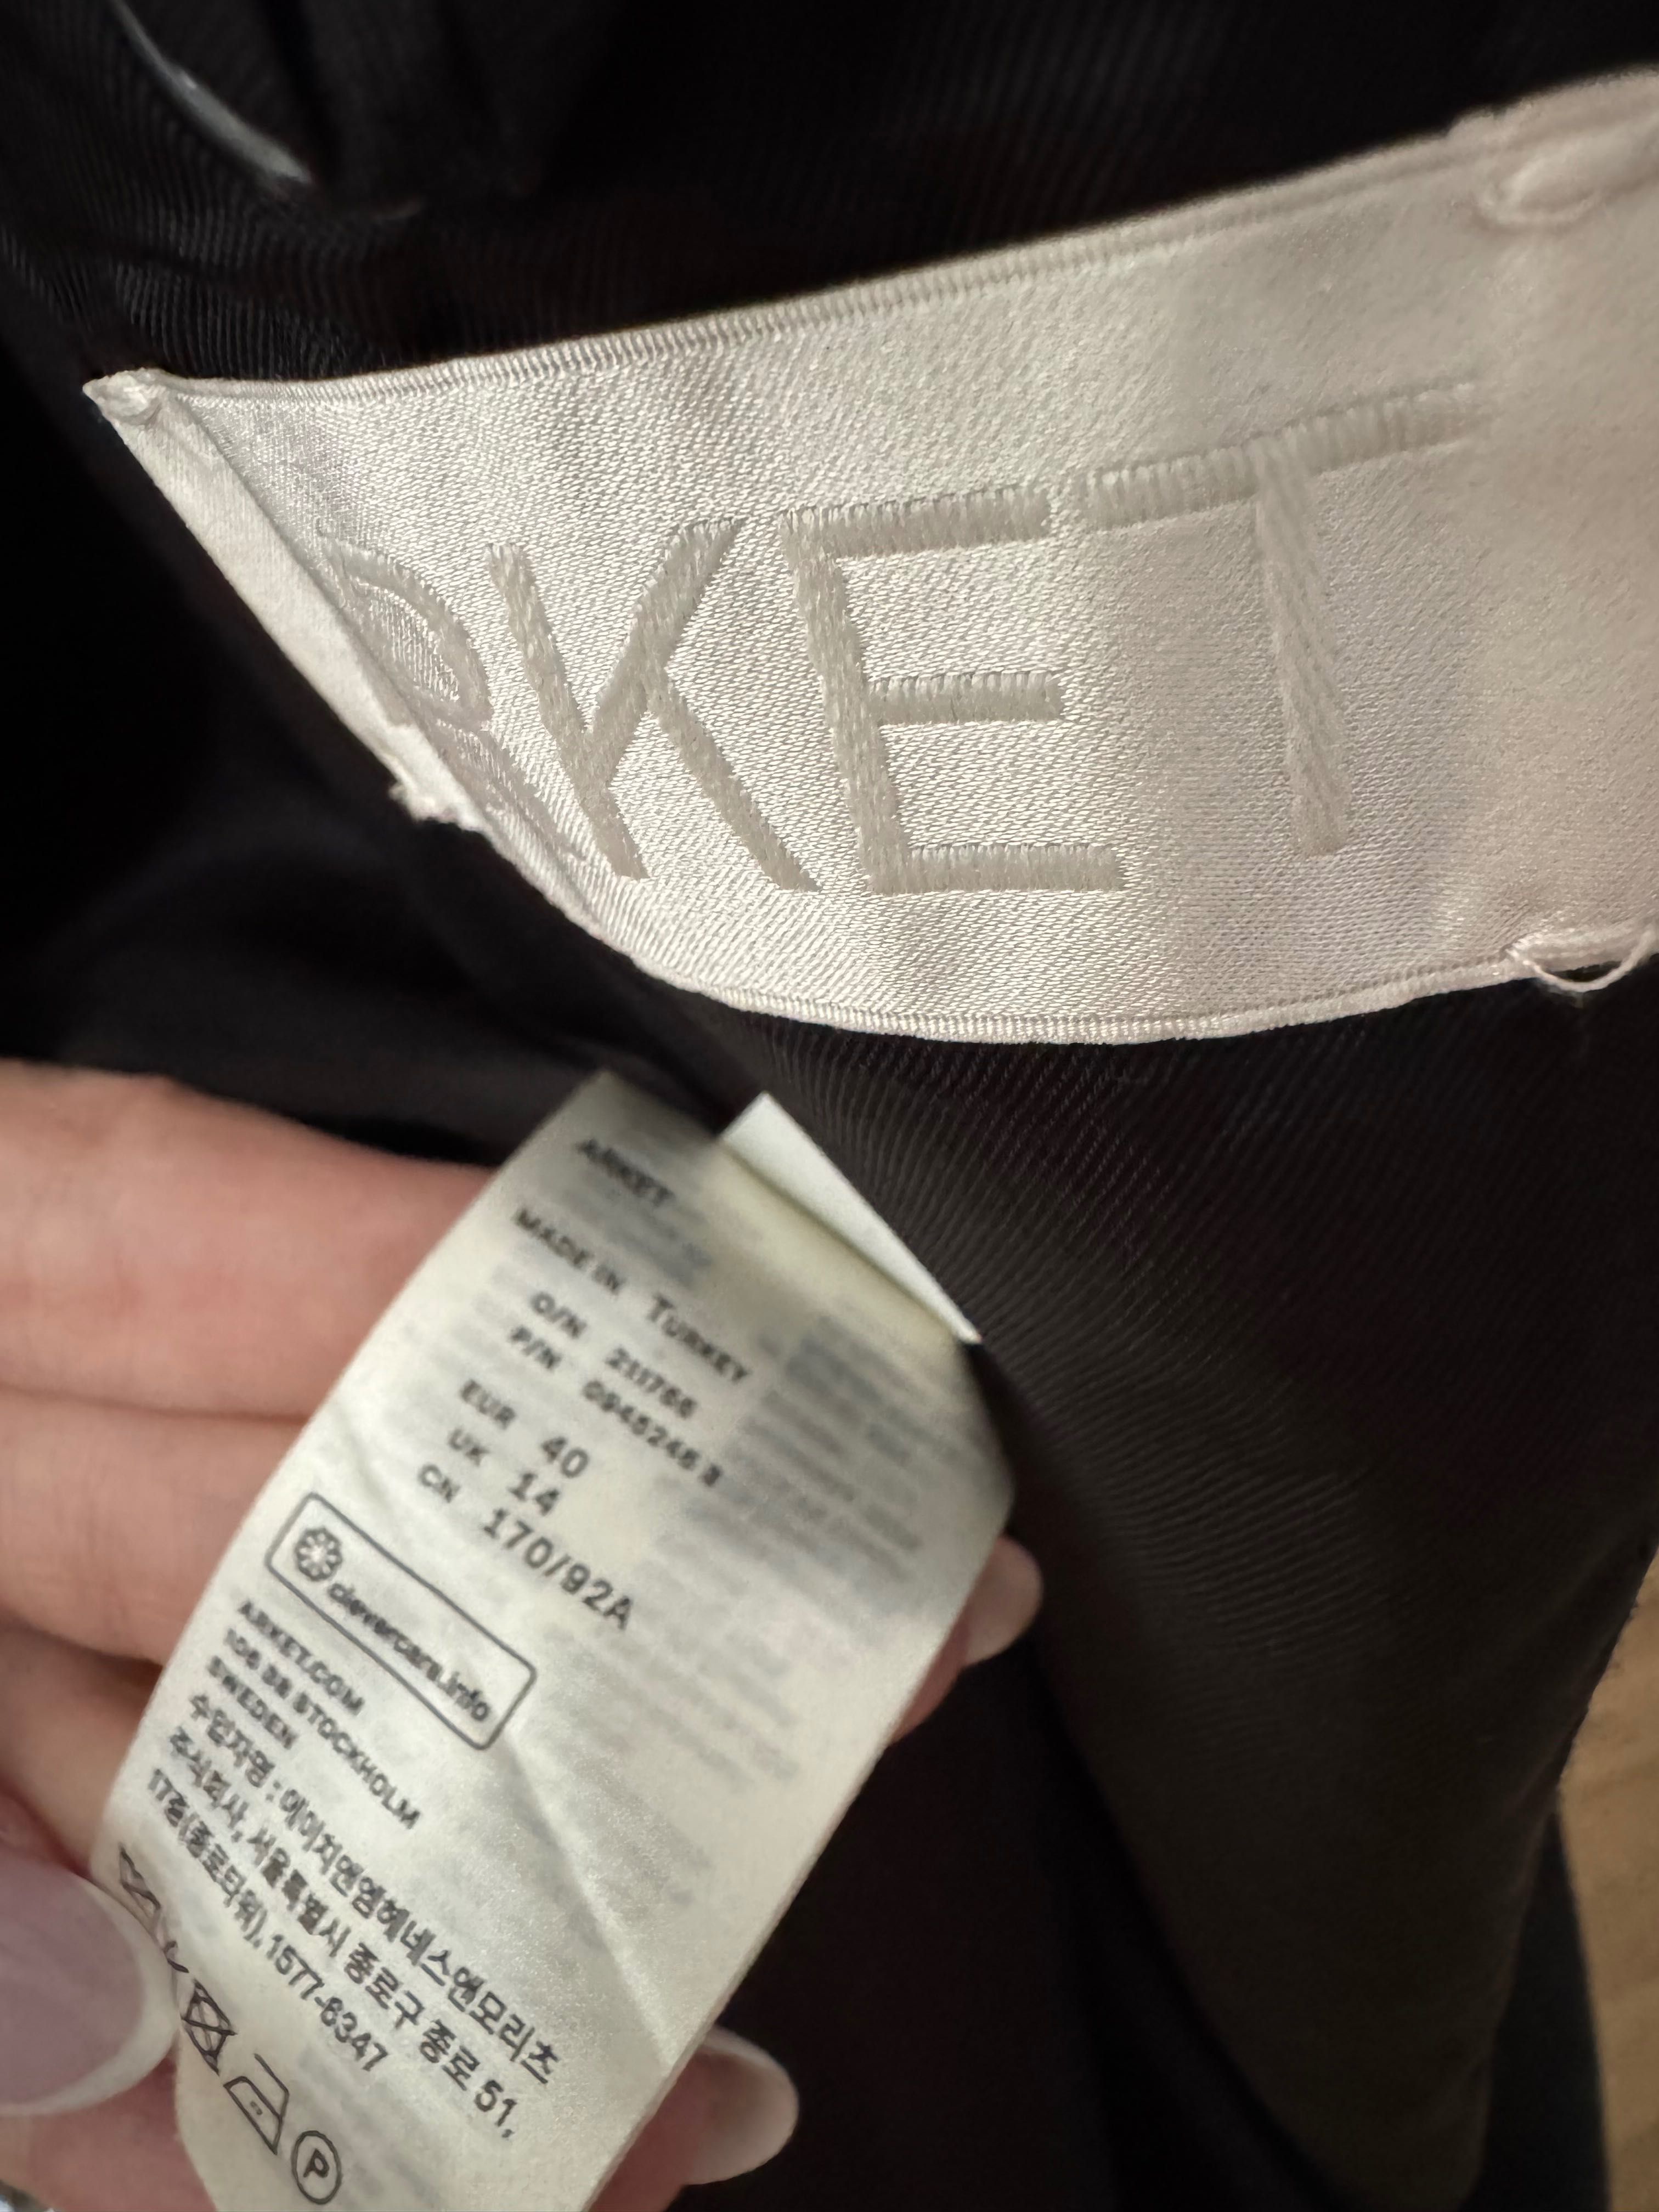 RKET
ARKET
MADE IN TURKEY
O/N 211766
P/N 0945246
EUR 40
UK 14
CN 170/92A
clevercare.info
ARKET.COM
106 38 STOCKHOLM
SWEDEN
수입자명 : 에이치앤엠헤네스앤모리츠
주식회사, 서울특별시 종로구 종로 51,
17층(종로타워), 1577-6347
P